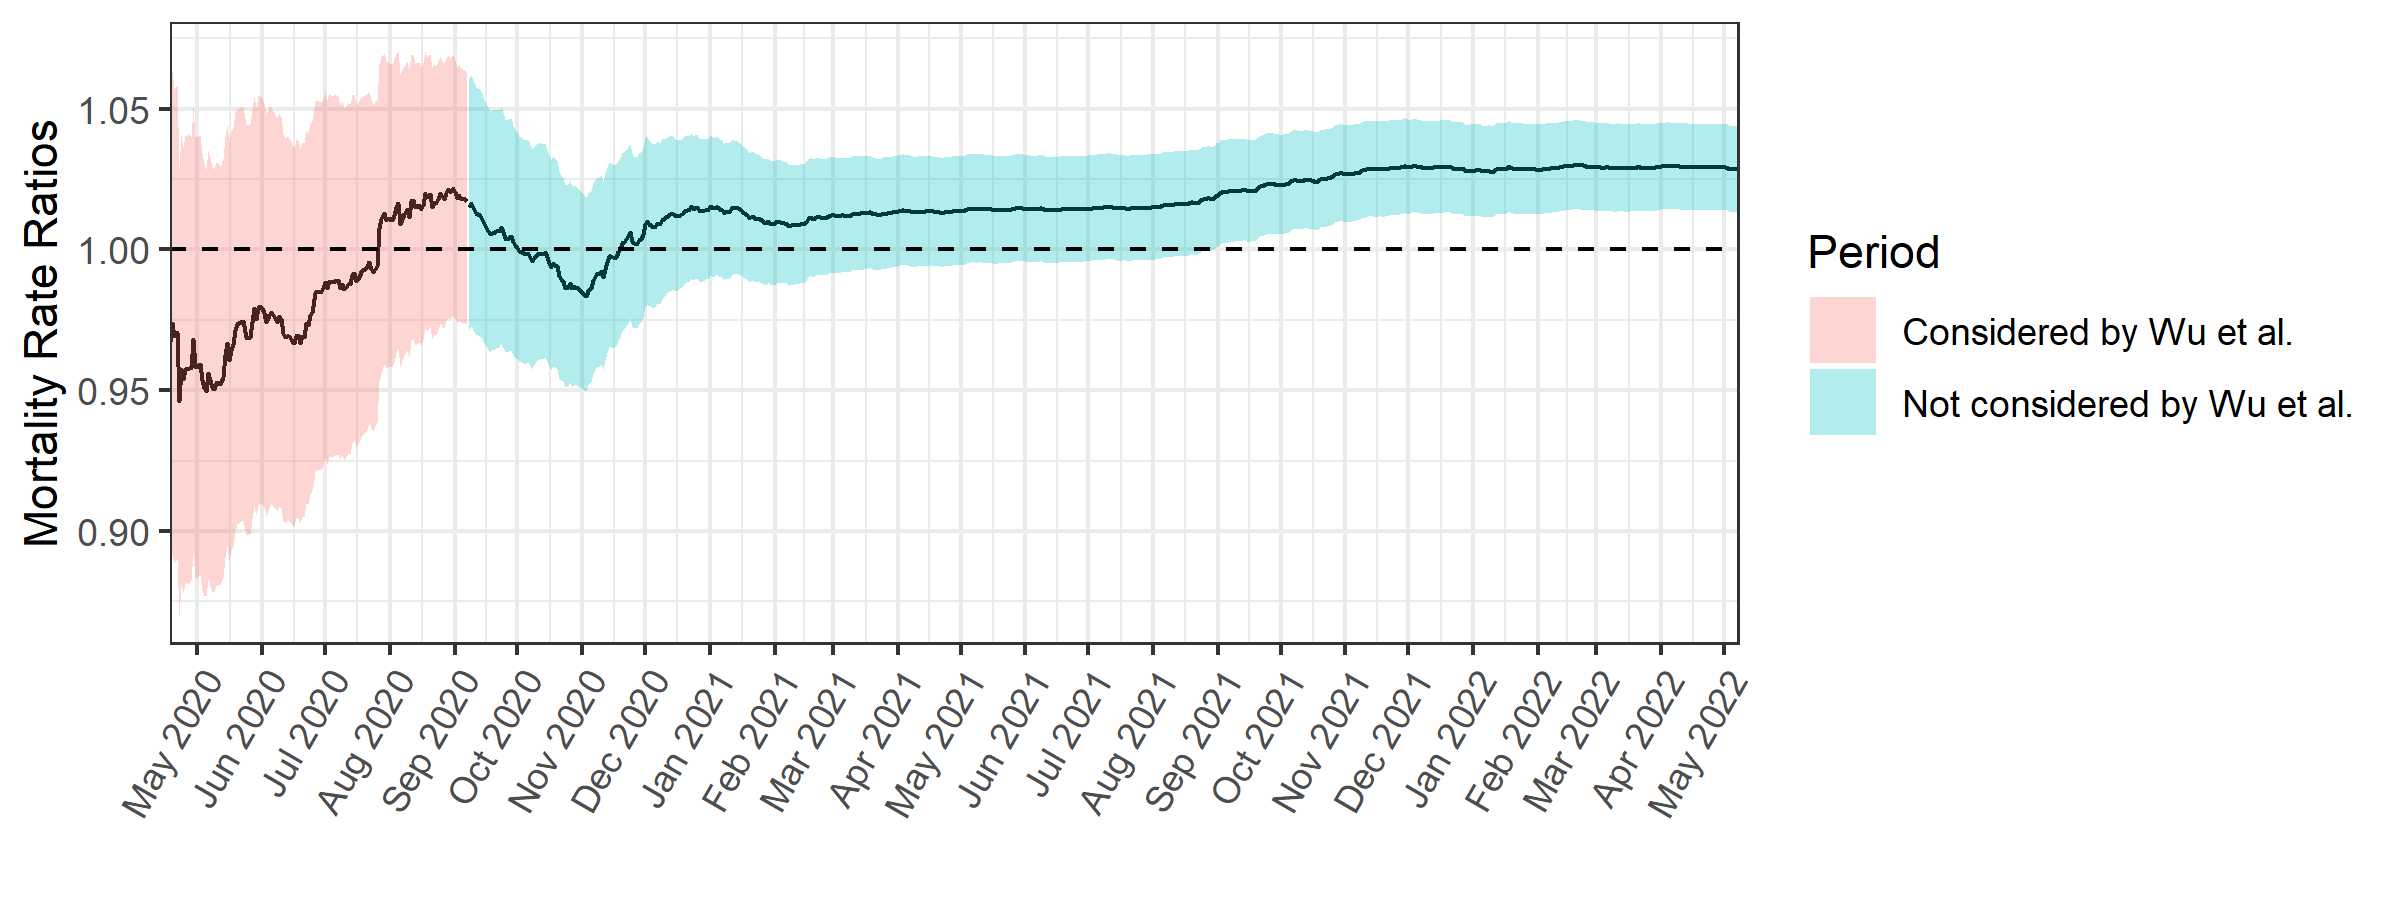 Mortality Rate Ratios
1.05
1.00
0.95
0.90
May 2020
Jun 2020
Jul 2020
Aug 2020
Sep 2020
Oct 2020
Nov 2020
Dec 2020
Jan 2021
Feb 2021
Mar 2021
Apr 2021
May 2021
Jun 2021
Jul 2021
Aug 2021
Sep 2021
Oct 2021
Nov 2021
Dec 2021
Jan 2022
Feb 2022
Mar 2022
Apr 2022
May 2022
Period
Considered by Wu et al.
Not considered by Wu et al.